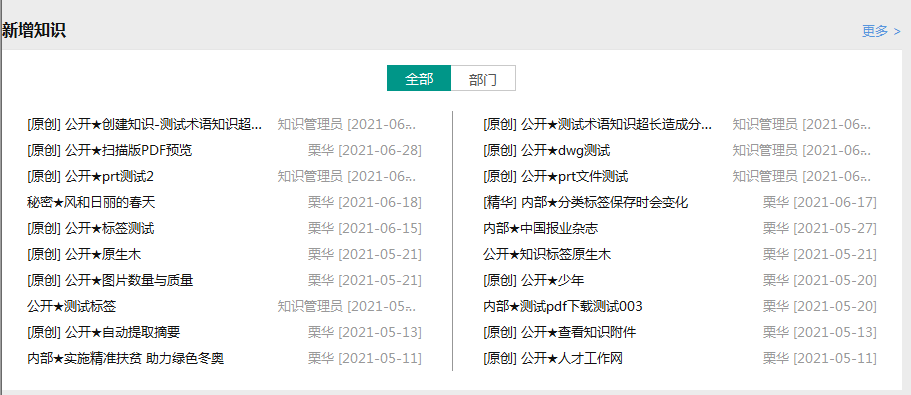 新增知识
更多 >
全部 部门
[原创] 公开★创建知识-测试术语知识超... 知识管理员 [2021-06...
[原创] 公开★扫描版PDF预览 栗华 [2021-06-28]
[原创] 公开★prt测试2 知识管理员 [2021-06...
秘密★风和日丽的春天 栗华 [2021-06-18]
[原创] 公开★标签测试 栗华 [2021-06-15]
[原创] 公开★原生木 栗华 [2021-05-21]
[原创] 公开★图片数量与质量 栗华 [2021-05-21]
公开★测试标签 知识管理员 [2021-05...
[原创] 公开★自动提取摘要 栗华 [2021-05-13]
内部★实施精准扶贫 助力绿色冬奥 栗华 [2021-05-11]
[原创] 公开★测试术语知识超长造成分... 知识管理员 [2021-06...
[原创] 公开★dwg测试 知识管理员 [2021-06...
[原创] 公开★prt文件测试 知识管理员 [2021-06...
[精华] 内部★分类标签保存时会变化 栗华 [2021-06-17]
内部★中国报业杂志 栗华 [2021-05-27]
公开★知识标签原生木 栗华 [2021-05-21]
[原创] 公开★少年 栗华 [2021-05-20]
内部★测试pdf下载测试003 栗华 [2021-05-20]
[原创] 公开★查看知识附件 栗华 [2021-05-13]
[原创] 公开★人才工作网 栗华 [2021-05-11]